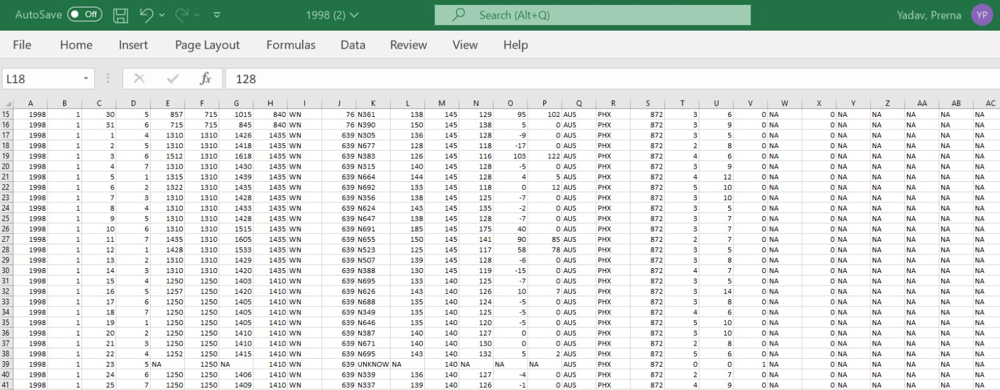 AutoSave Off 1998 (2) Search (Alt+Q) Yadav, Prerna YP
File Home Insert Page Layout Formulas Data Review View Help
L18 fx 128
A B C D E F G H I J K L M N O P Q R S T U V W X Y Z AA AB AC
15 1998 1 30 5 857 715 1015 840 WN 76 N361 138 145 129 95 102 AUS PHX 872 3 6 0 NA 0 NA NA NA NA NA
16 1998 1 31 6 715 715 845 840 WN 76 N390 150 145 138 5 0 AUS PHX 872 3 9 0 NA 0 NA NA NA NA NA
17 1998 1 1 4 1310 1310 1426 1435 WN 639 N305 136 145 128 -9 0 AUS PHX 872 3 5 0 NA 0 NA NA NA NA NA
18 1998 1 2 5 1310 1310 1418 1435 WN 639 N677 128 145 118 -17 0 AUS PHX 872 2 8 0 NA 0 NA NA NA NA NA
19 1998 1 3 6 1512 1310 1618 1435 WN 639 N383 126 145 116 103 122 AUS PHX 872 4 6 0 NA 0 NA NA NA NA NA
20 1998 1 4 7 1310 1310 1430 1435 WN 639 N315 140 145 128 -5 0 AUS PHX 872 3 9 0 NA 0 NA NA NA NA NA
21 1998 1 5 1 1315 1310 1439 1435 WN 639 N664 144 145 128 4 5 AUS PHX 872 4 12 0 NA 0 NA NA NA NA NA
22 1998 1 6 2 1322 1310 1435 1435 WN 639 N692 133 145 118 0 12 AUS PHX 872 5 10 0 NA 0 NA NA NA NA NA
23 1998 1 7 3 1310 1310 1428 1435 WN 639 N356 138 145 125 -7 0 AUS PHX 872 3 10 0 NA 0 NA NA NA NA NA
24 1998 1 8 4 1310 1310 1433 1435 WN 639 N624 143 145 135 -2 0 AUS PHX 872 3 5 0 NA 0 NA NA NA NA NA
25 1998 1 9 5 1310 1310 1428 1435 WN 639 N647 138 145 128 -7 0 AUS PHX 872 3 7 0 NA 0 NA NA NA NA NA
26 1998 1 10 6 1310 1310 1515 1435 WN 639 N691 185 145 175 40 0 AUS PHX 872 3 7 0 NA 0 NA NA NA NA NA
27 1998 1 11 7 1435 1310 1605 1435 WN 639 N655 150 145 141 90 85 AUS PHX 872 2 7 0 NA 0 NA NA NA NA NA
28 1998 1 12 1 1428 1310 1533 1435 WN 639 N523 125 145 117 58 78 AUS PHX 872 3 5 0 NA 0 NA NA NA NA NA
29 1998 1 13 2 1310 1310 1429 1435 WN 639 N507 139 145 128 -6 0 AUS PHX 872 3 8 0 NA 0 NA NA NA NA NA
30 1998 1 14 3 1310 1310 1420 1435 WN 639 N388 130 145 119 -15 0 AUS PHX 872 4 7 0 NA 0 NA NA NA NA NA
31 1998 1 15 4 1250 1250 1403 1410 WN 639 N695 133 140 125 -7 0 AUS PHX 872 3 5 0 NA 0 NA NA NA NA NA
32 1998 1 16 5 1257 1250 1420 1410 WN 639 N626 143 140 126 10 7 AUS PHX 872 3 14 0 NA 0 NA NA NA NA NA
33 1998 1 17 6 1250 1250 1405 1410 WN 639 N688 135 140 124 -5 0 AUS PHX 872 3 8 0 NA 0 NA NA NA NA NA
34 1998 1 18 7 1250 1250 1405 1410 WN 639 N349 135 140 125 -5 0 AUS PHX 872 4 6 0 NA 0 NA NA NA NA NA
35 1998 1 19 1 1250 1250 1405 1410 WN 639 N646 135 140 120 -5 0 AUS PHX 872 5 10 0 NA 0 NA NA NA NA NA
36 1998 1 20 2 1250 1250 1410 1410 WN 639 N387 140 140 127 0 0 AUS PHX 872 3 10 0 NA 0 NA NA NA NA NA
37 1998 1 21 3 1250 1250 1410 1410 WN 639 N671 140 140 130 0 0 AUS PHX 872 2 8 0 NA 0 NA NA NA NA NA
38 1998 1 22 4 1252 1250 1415 1410 WN 639 N695 143 140 132 5 2 AUS PHX 872 5 6 0 NA 0 NA NA NA NA NA
39 1998 1 23 5 NA 1250 NA 1410 WN 639 UNKNOW NA 140 NA NA NA AUS PHX 872 0 0 1 NA 0 NA NA NA NA NA
40 1998 1 24 6 1250 1250 1406 1410 WN 639 N339 136 140 127 -4 0 AUS PHX 872 2 7 0 NA 0 NA NA NA NA NA
41 1998 1 25 7 1250 1250 1409 1410 WN 639 N337 139 140 126 -1 0 AUS PHX 872 4 9 0 NA 0 NA NA NA NA NA